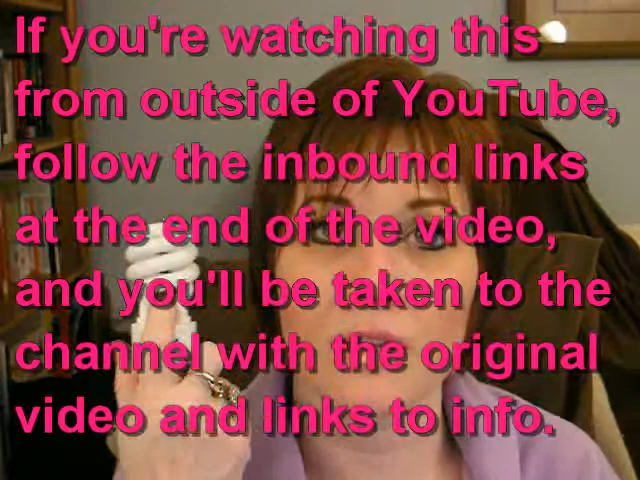 If you're watching this
from outside of YouTube,
follow the inbound links
at the end of the video,
and you'll be taken to the
channel with the original
video and links to info.